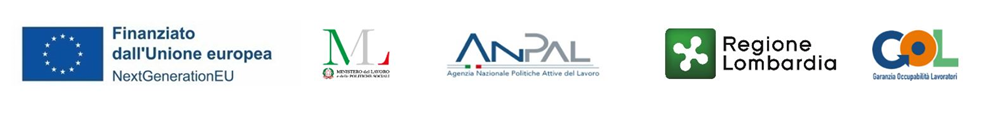 Finanziato
dall'Unione europea
NextGenerationEU
ML
MINISTERO del LAVORO
e delle POLITICHE SOCIALI
ANPAL
Agenzia Nazionale Politiche Attive del Lavoro
Regione
Lombardia
GOL
Garanzia Occupabilità Lavoratori